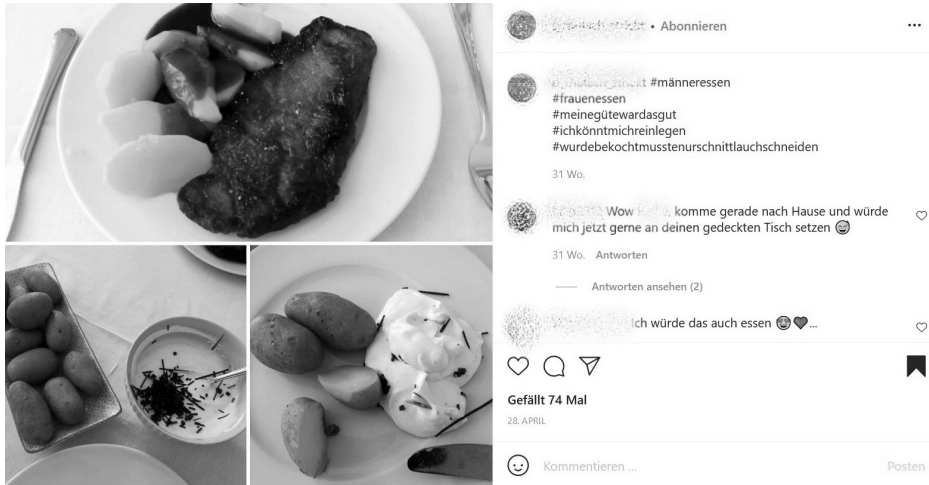 • Abonnieren
#männeressen
#frauenessen
#meinegütewardasgut
#ichkönntmichreinlegen
#wurdebekochtmusstenurschnittlauchschneiden
31 Wo.
Wow komme gerade nach Hause und würde
mich jetzt gerne an deinen gedeckten Tisch setzen 😅
31 Wo. Antworten
Antworten ansehen (2)
Ich würde das auch essen 🥰🖤...
Gefällt 74 Mal
28. APRIL
Kommentieren ...
Posten